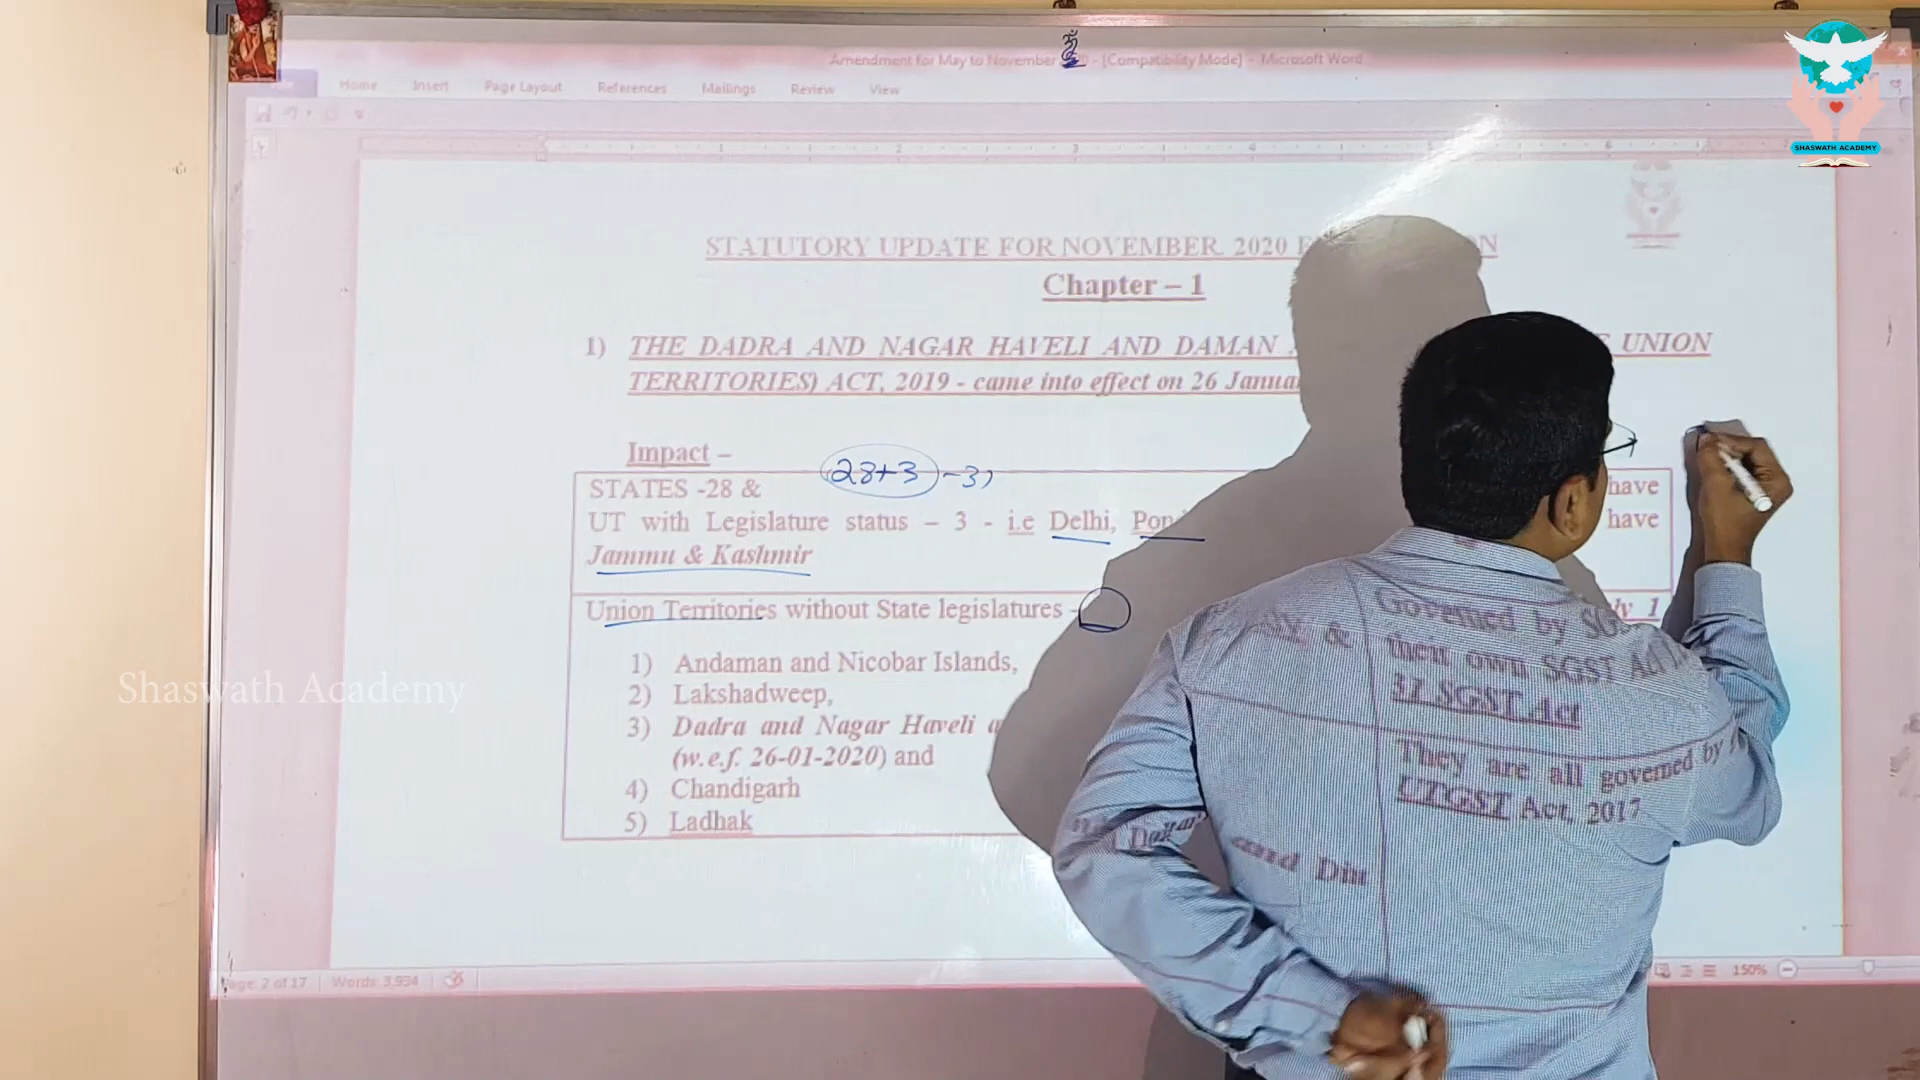 ॐ
Amendment for May to November - [Compatibility Mode] - Microsoft Word
SHASWATH ACADEMY
Home Insert Page Layout References Mailings Review View
STATUTORY UPDATE FOR NOVEMBER, 2020
Chapter – 1
1) THE DADRA AND NAGAR HAVELI AND DAMAN UNION
TERRITORIES) ACT, 2019 - came into effect on 26
Impact –
28+3
STATES -28 & have
UT with Legislature status – 3 - i.e Delhi, have
Jammu & Kashmir
Union Territories without State legislatures -
1) Andaman and Nicobar Islands,
2) Lakshadweep,
3) Dadra and Nagar Haveli
(w.e.f. 26-01-2020) and
4) Chandigarh
5) Ladhak
Governed by
& their own SGST Act
31 SGST Act
They are all governed by
UTGST Act, 2017
and Diu
Shaswath Academy
2 of 17 Words: 3,934 150%